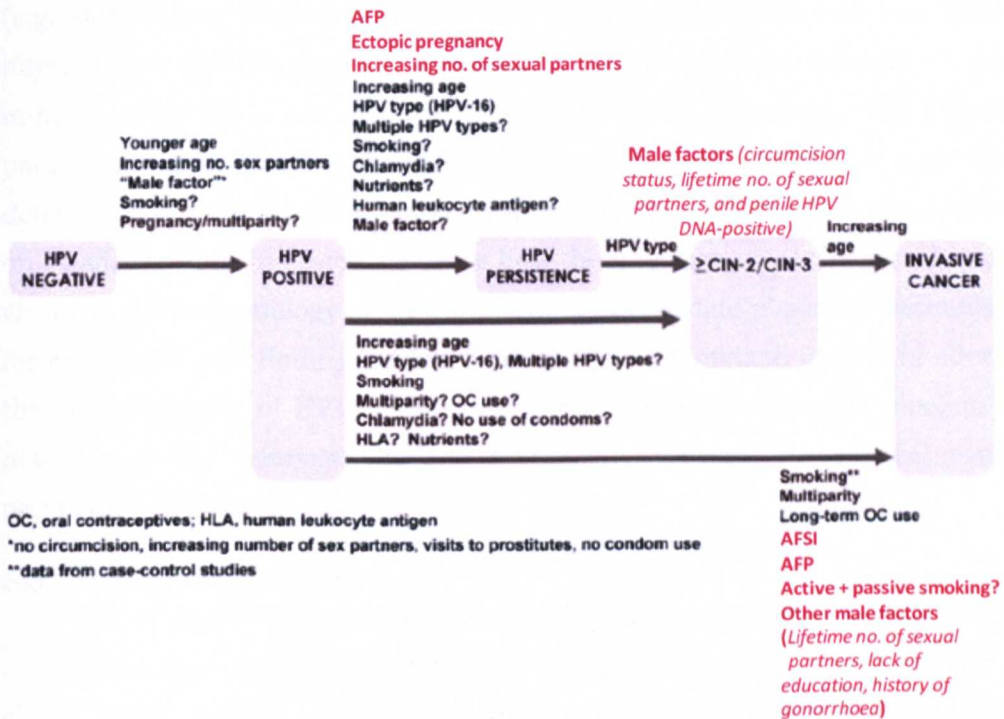 AFP
Ectopic pregnancy
Increasing no. of sexual partners
Increasing age
HPV type (HPV-16)
Multiple HPV types?
Smoking?
Chlamydia?
Nutrients?
Human leukocyte antigen?
Male factor?
Younger age
Increasing no. sex partners
"Male factor"*
Smoking?
Pregnancy/multiparity?
Male factors (circumcision
status, lifetime no. of sexual
partners, and penile HPV
DNA-positive)
HPV type
Increasing
age
HPV
NEGATIVE
HPV
POSITIVE
HPV
PERSISTENCE
≥CIN-2/CIN-3
INVASIVE
CANCER
Increasing age
HPV type (HPV-16), Multiple HPV types?
Smoking
Multiparity? OC use?
Chlamydia? No use of condoms?
HLA? Nutrients?
Smoking**
Multiparity
Long-term OC use
AFSI
AFP
Active + passive smoking?
Other male factors
(Lifetime no. of sexual
partners, lack of
education, history of
gonorrhoea)
OC, oral contraceptives; HLA, human leukocyte antigen
*no circumcision, increasing number of sex partners, visits to prostitutes, no condom use
**data from case-control studies